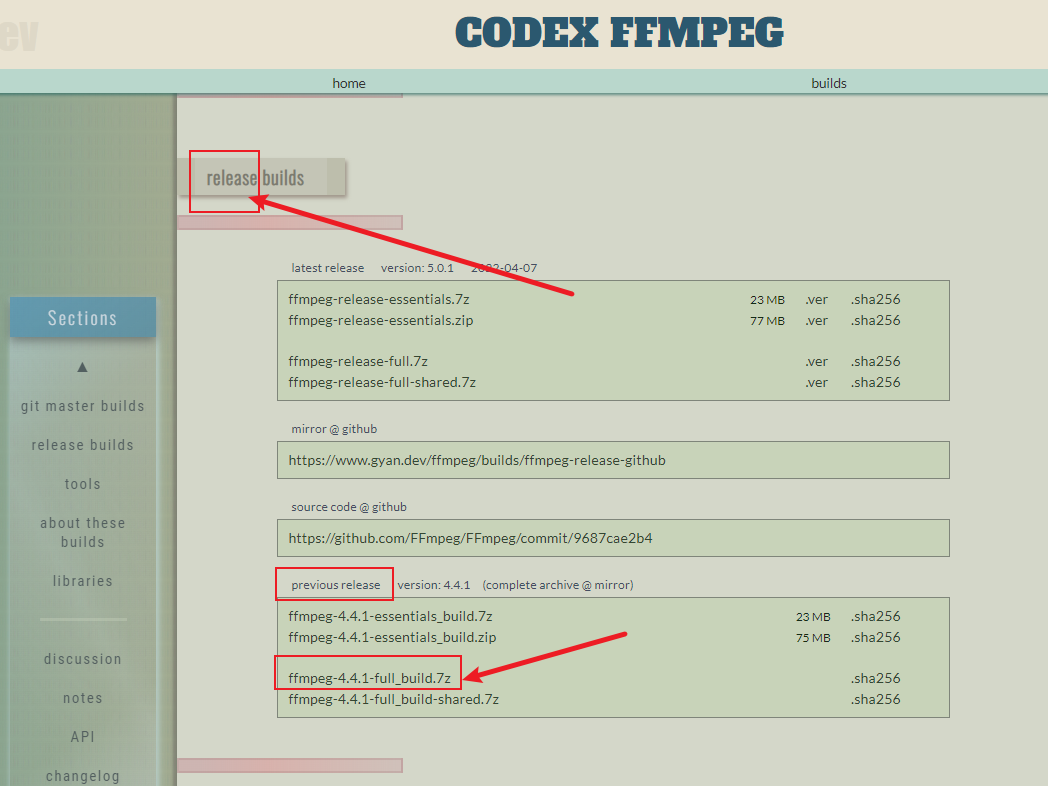 ev
CODEX FFMPEG
home builds
release builds
latest release version: 5.0.1 2022-04-07
ffmpeg-release-essentials.7z 23 MB .ver .sha256
ffmpeg-release-essentials.zip 77 MB .ver .sha256
ffmpeg-release-full.7z .ver .sha256
ffmpeg-release-full-shared.7z .ver .sha256
mirror @ github
https://www.gyan.dev/ffmpeg/builds/ffmpeg-release-github
source code @ github
https://github.com/FFmpeg/FFmpeg/commit/9687cae2b4
previous release version: 4.4.1 (complete archive @ mirror)
ffmpeg-4.4.1-essentials_build.7z 23 MB .sha256
ffmpeg-4.4.1-essentials_build.zip 75 MB .sha256
ffmpeg-4.4.1-full_build.7z .sha256
ffmpeg-4.4.1-full_build-shared.7z .sha256
Sections
▲
git master builds
release builds
tools
about these
builds
libraries
discussion
notes
API
changelog